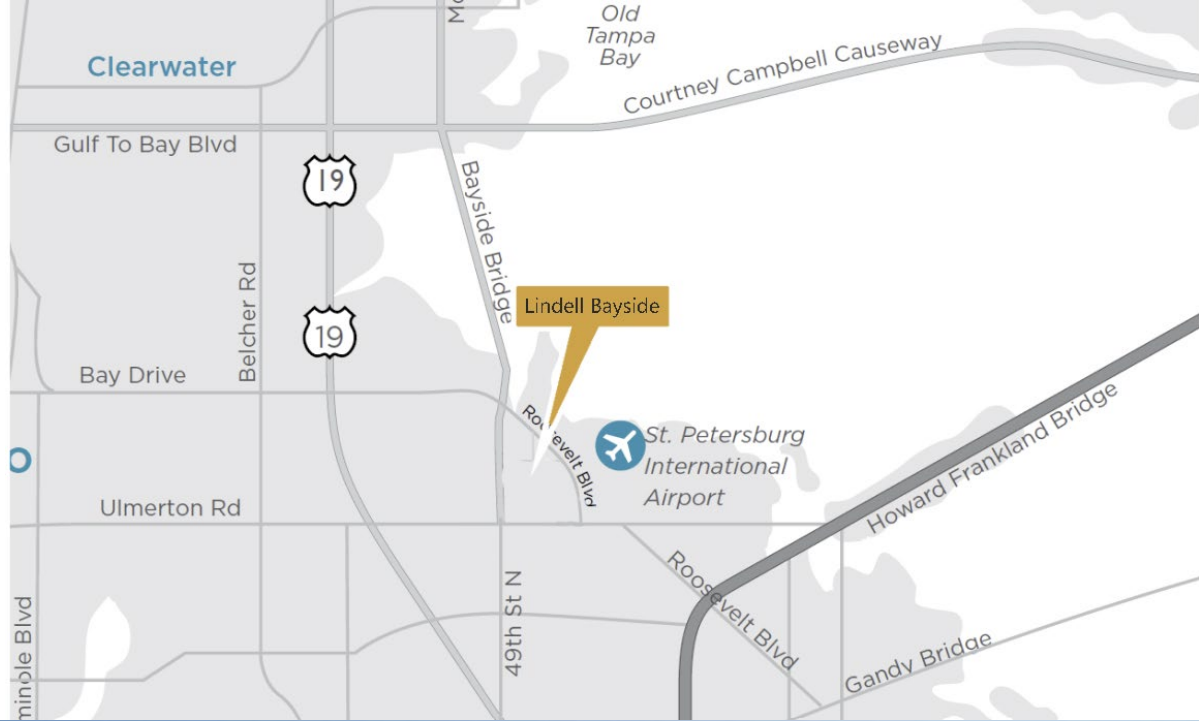 Old
Tampa
Bay
Clearwater
Courtney Campbell Causeway
Gulf To Bay Blvd
19
Bayside Bridge
Belcher Rd
Lindell Bayside
19
Bay Drive
Roosevelt Blvd
St. Petersburg
International
Airport
Howard Frankland Bridge
Ulmerton Rd
49th St N
Roosevelt Blvd
Gandy Bridge
Blvd